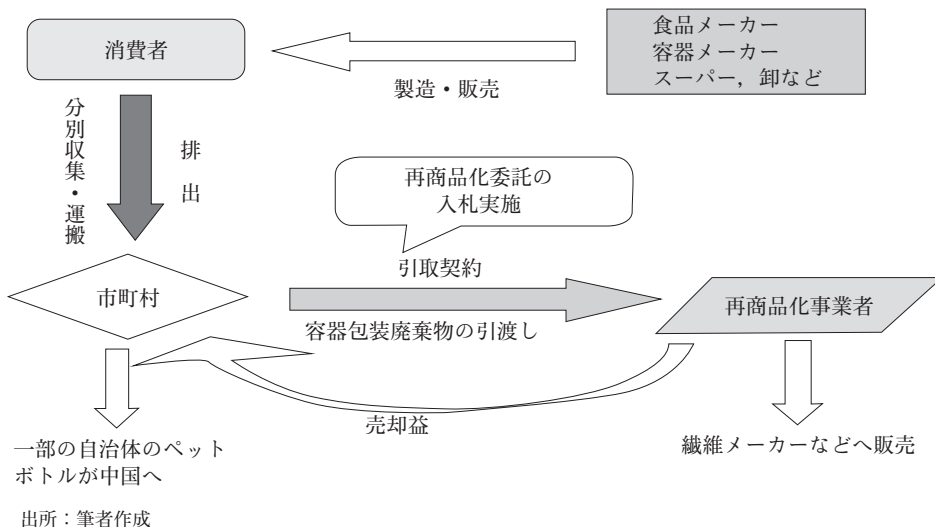 消費者
食品メーカー
容器メーカー
スーパー，卸など
製造・販売
分別収集・運搬
排出
再商品化委託の
入札実施
引取契約
市町村
再商品化事業者
容器包装廃棄物の引渡し
売却益
一部の自治体のペット
ボトルが中国へ
繊維メーカーなどへ販売
出所：筆者作成